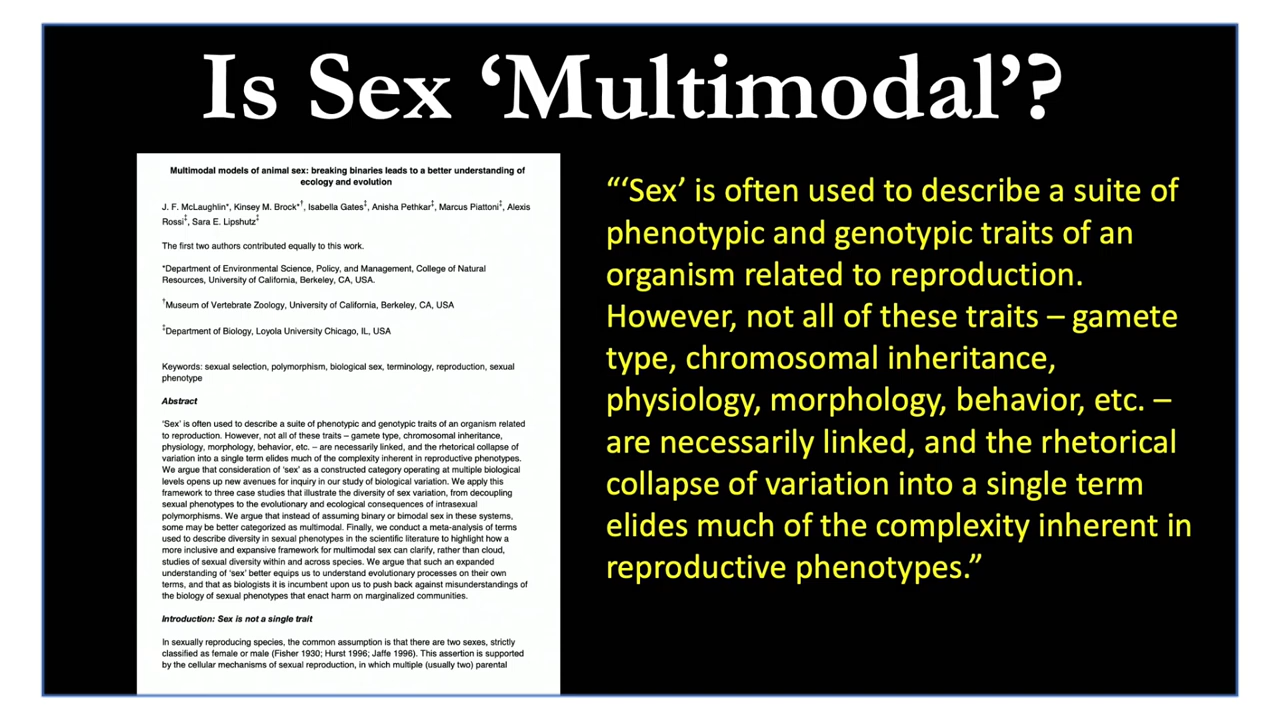 Is Sex ‘Multimodal’?
Multimodal models of animal sex: breaking binaries leads to a better understanding of
ecology and evolution
J. F. McLaughlin*, Kinsey M. Brock*†, Isabella Gates‡, Anisha Pethkar‡, Marcus Piattoni‡, Alexis
Rossi‡, Sara E. Lipshutz‡
The first two authors contributed equally to this work.
*Department of Environmental Science, Policy, and Management, College of Natural
Resources, University of California, Berkeley, CA, USA.
†Museum of Vertebrate Zoology, University of California, Berkeley, CA, USA
‡Department of Biology, Loyola University Chicago, IL, USA
Keywords: sexual selection, polymorphism, biological sex, terminology, reproduction, sexual
phenotype
Abstract
‘Sex’ is often used to describe a suite of phenotypic and genotypic traits of an organism related
to reproduction. However, not all of these traits – gamete type, chromosomal inheritance,
physiology, morphology, behavior, etc. – are necessarily linked, and the rhetorical collapse of
variation into a single term elides much of the complexity inherent in reproductive phenotypes.
We argue that consideration of ‘sex’ as a constructed category operating at multiple biological
levels opens up new avenues for inquiry in our study of biological variation. We apply this
framework to three case studies that illustrate the diversity of sex variation, from decoupling
sexual phenotypes to the evolutionary and ecological consequences of intrasexual
polymorphisms. We argue that instead of assuming binary or bimodal sex in these systems,
some may be better categorized as multimodal. Finally, we conduct a meta-analysis of terms
used to describe diversity in sexual phenotypes in the scientific literature to highlight how a
more inclusive and expansive framework for multimodal sex can clarify, rather than cloud,
studies of sexual diversity within and across species. We argue that such an expanded
understanding of ‘sex’ better equips us to understand evolutionary processes on their own
terms, and that as biologists it is incumbent upon us to push back against misunderstandings of
the biology of sexual phenotypes that enact harm on marginalized communities.
Introduction: Sex is not a single trait
In sexually reproducing species, the common assumption is that there are two sexes, strictly
classified as female or male (Fisher 1930; Hurst 1996; Jaffe 1996). This assertion is supported
by the cellular mechanisms of sexual reproduction, in which multiple (usually two) parental
“‘Sex’ is often used to describe a suite of
phenotypic and genotypic traits of an
organism related to reproduction.
However, not all of these traits – gamete
type, chromosomal inheritance,
physiology, morphology, behavior, etc. –
are necessarily linked, and the rhetorical
collapse of variation into a single term
elides much of the complexity inherent in
reproductive phenotypes.”